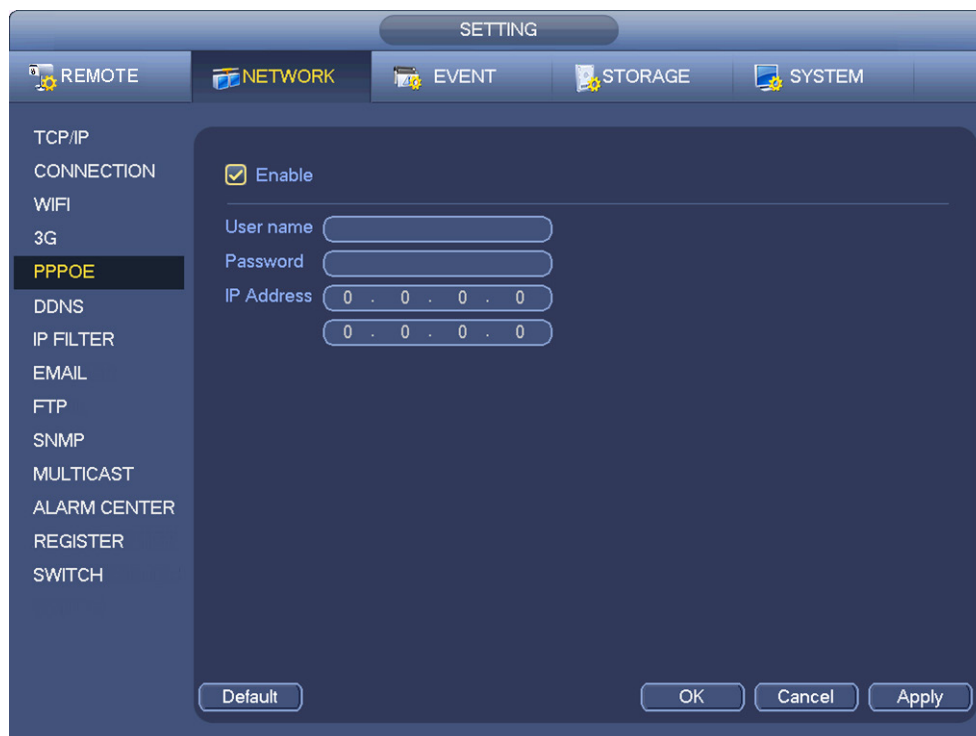 SETTING
REMOTE NETWORK EVENT STORAGE SYSTEM
TCP/IP
CONNECTION
WIFI
3G
PPPOE
DDNS
IP FILTER
EMAIL
FTP
SNMP
MULTICAST
ALARM CENTER
REGISTER
SWITCH
Enable
User name
Password
IP Address 0 . 0 . 0 . 0
0 . 0 . 0 . 0
Default OK Cancel Apply